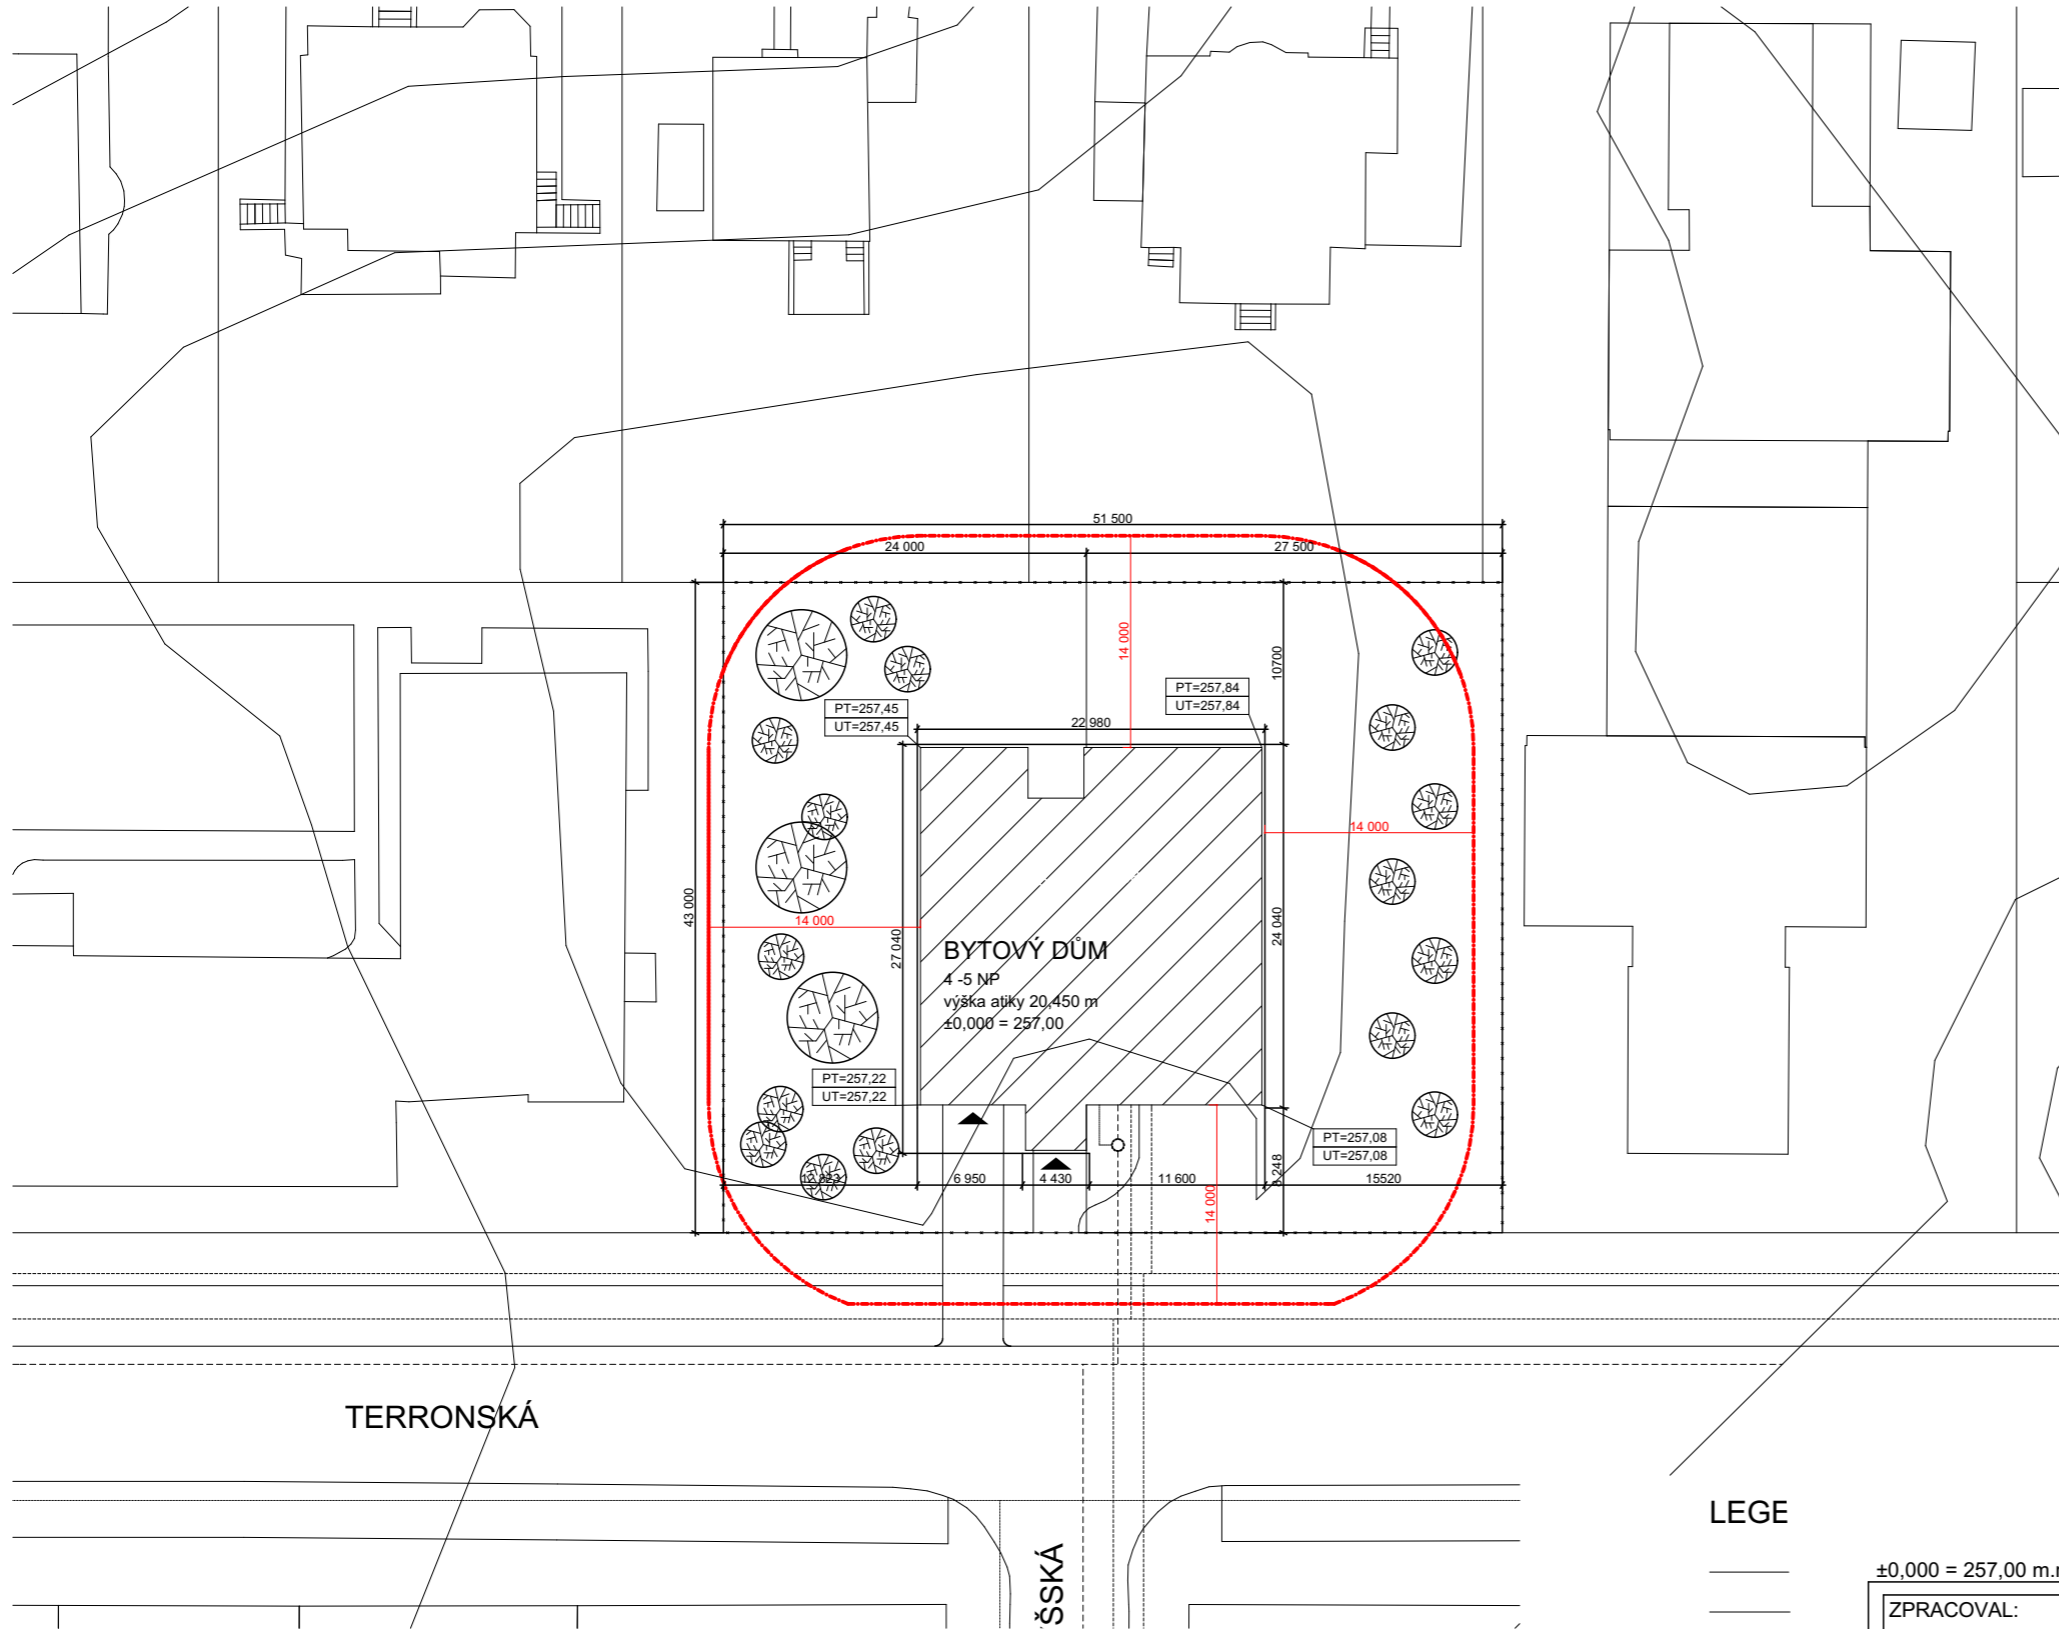 51 500
24 000
27 500
14 000
10700
PT=257,84
UT=257,84
PT=257,45
UT=257,45
22 980
14 000
43 000
14 000
27 040
24 040
BYTOVÝ DŮM
4 -5 NP
výška atiky 20,450 m
±0,000 = 257,00
PT=257,22
UT=257,22
PT=257,08
UT=257,08
6 950
4 430
11 600
8 248
15520
14 000
TERRONSKÁ
LEGE
ŠSKÁ
±0,000 = 257,00 m.
ZPRACOVAL: